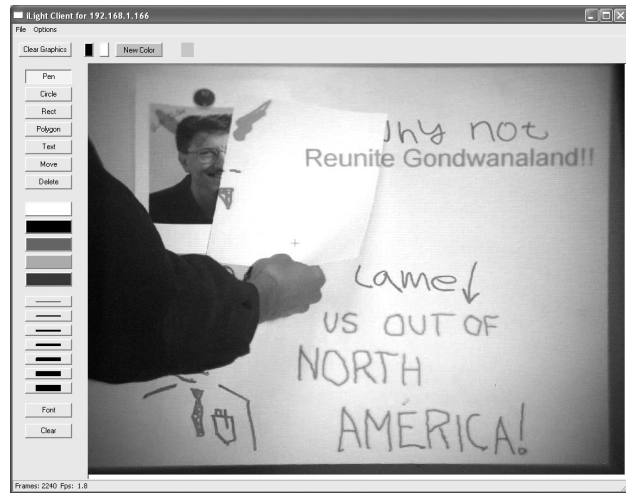 iLight Client for 192.168.1.166
File Options
Clear Graphics
New Color
Pen
Circle
Rect
Polygon
Text
Move
Delete
Font
Clear
hy not
Reunite Gondwanaland!!
Lame
US OUT OF
NORTH
AMERICA!
Frames: 2240 Fps: 1.8